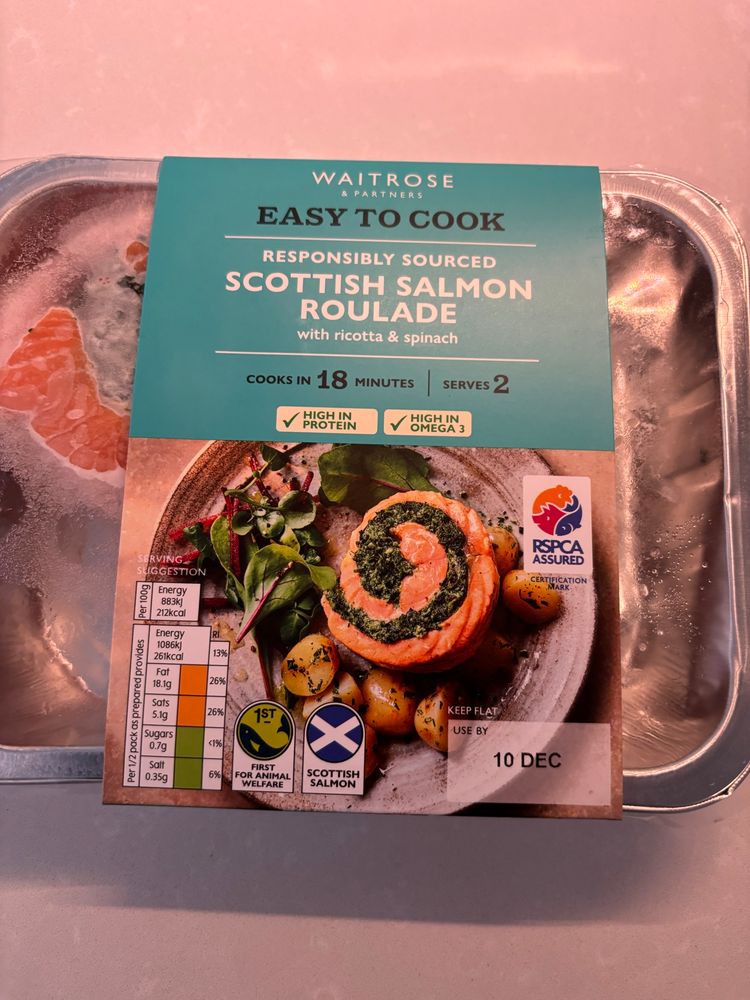 WAITROSE
& PARTNERS
EASY TO COOK
RESPONSIBLY SOURCED
SCOTTISH SALMON
ROULADE
with ricotta & spinach
COOKS IN 18 MINUTES
SERVES 2
HIGH IN
PROTEIN
HIGH IN
OMEGA 3
RSPCA
ASSURED
CERTIFICATION
MARK
SERVING
SUGGESTION
Per 100g
Energy
883kJ
212kcal
Per 1/2 pack as prepared provides
Energy
1086kJ
261kcal
RI
13%
Fat
18.1g
26%
Sats
5.1g
26%
Sugars
0.7g
<1%
Salt
0.35g
6%
1ST
FIRST
FOR ANIMAL
WELFARE
SCOTTISH
SALMON
KEEP FLAT
USE BY
10 DEC